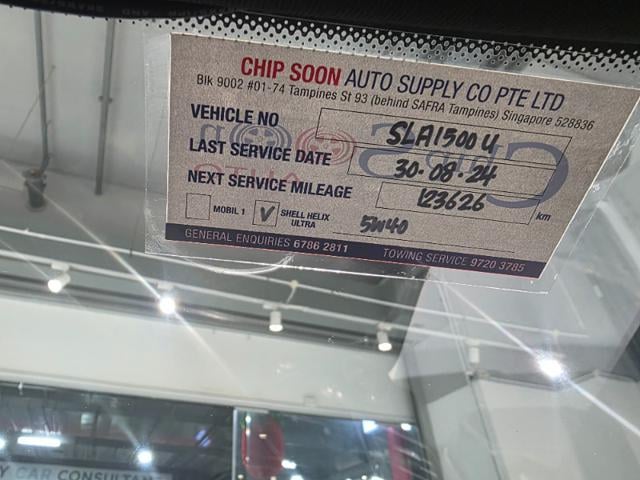 CHIP SOON AUTO SUPPLY CO PTE LTD
Blk 9002 #01-74 Tampines St 93 (behind SAFRA Tampines) Singapore 528836
VEHICLE NO SLA1500U
LAST SERVICE DATE 30-08-24
NEXT SERVICE MILEAGE 123626 km
MOBIL 1 ✓ SHELL HELIX ULTRA 5W40
GENERAL ENQUIRIES 6786 2811 TOWING SERVICE 9720 3785
Y CAR CONSULTAN